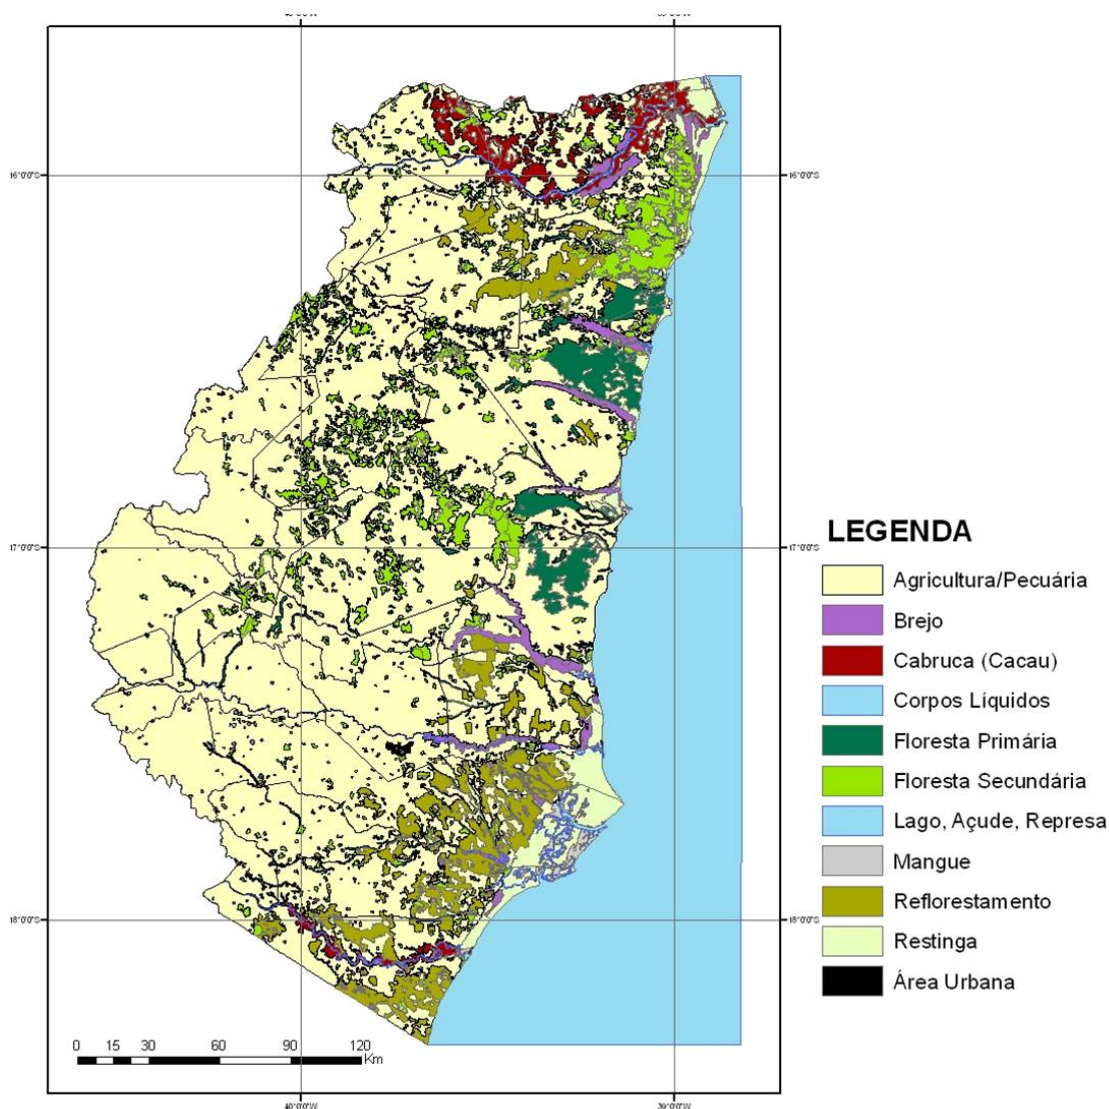 16°0'0"S
16°0'0"S
17°0'0"S
17°0'0"S
18°0'0"S
18°0'0"S
LEGENDA
Agricultura/Pecuária
Brejo
Cabruca (Cacau)
Corpos Líquidos
Floresta Primária
Floresta Secundária
Lago, Açude, Represa
Mangue
Reflorestamento
Restinga
Área Urbana
0 15 30 60 90 120
Km
40°0'0"W
39°0'0"W